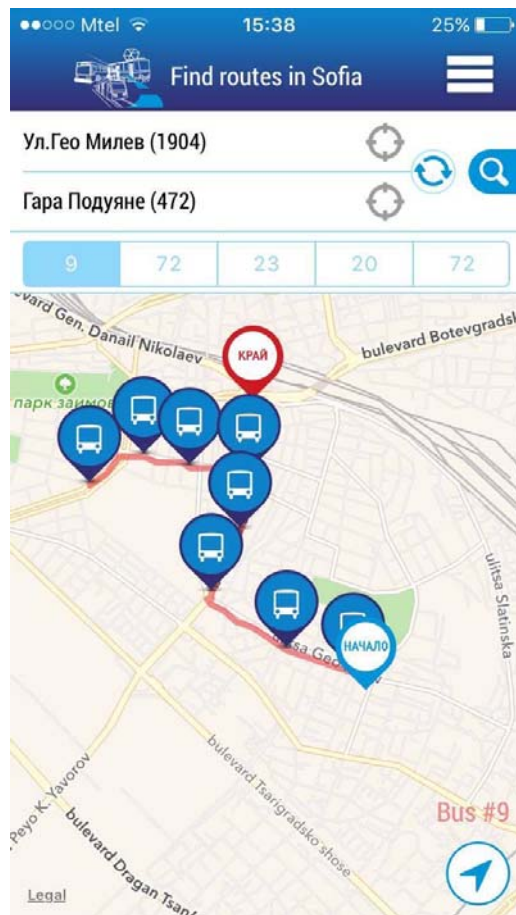 Mtel 15:38 25%
Find routes in Sofia
Ул.Гео Милев (1904)
Гара Подуяне (472)
9 72 23 20 72
Gen. Danail Nikolaev
bulevard Botevgrads
КРАЙ
парк заимов
ulitsa Slatinska
НАЧАЛО
bulevard Tsarigradsko shose
Peyo K. Yavorov
bulevard Dragan Tsan
Bus #9
Legal